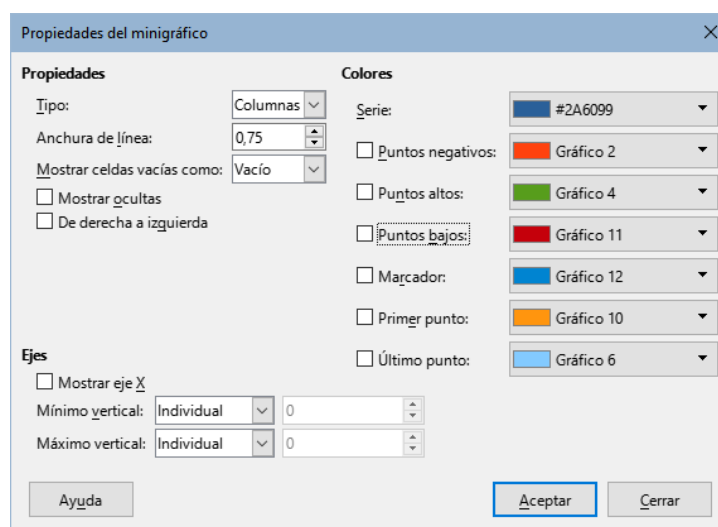 Propiedades del minigráfico
Propiedades
Tipo: Columnas
Anchura de línea: 0,75
Mostrar celdas vacías como: Vacío
Mostrar ocultas
De derecha a izquierda
Colores
Serie: #2A6099
Puntos negativos: Gráfico 2
Puntos altos: Gráfico 4
Puntos bajos: Gráfico 11
Marcador: Gráfico 12
Primer punto: Gráfico 10
Último punto: Gráfico 6
Ejes
Mostrar eje X
Mínimo vertical: Individual 0
Máximo vertical: Individual 0
Ayuda Aceptar Cerrar